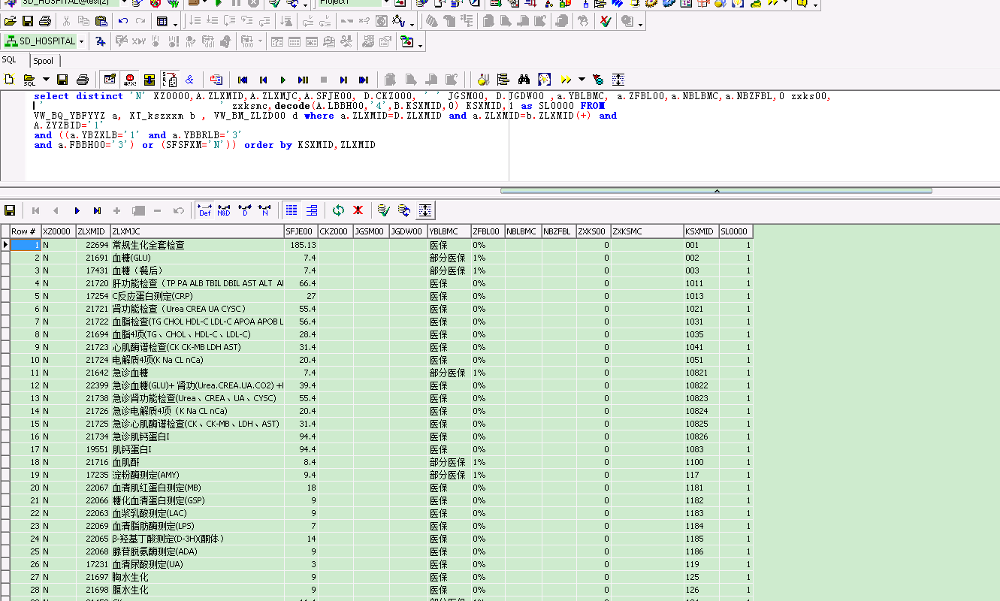 SD_HOSPITAL@test(2) Project1
SD_HOSPITAL
SQL Spool
select distinct 'N' XZ0000,A.ZLXMID,A.ZLXMJC,A.SFJE00, D.CKZ000, ' ' JGSM00, D.JGDW00 ,a.YBLBMC, a.ZFBL00,a.NBLBMC,a.NBZFBL,0 zxks00,
' ' zxksmc,decode(A.LBBH00,'4',B.KSXMID,0) KSXMID,1 as SL0000 FROM
VW_BQ_YBFYYZ a, XT_kszxxm b , VW_BM_ZLZD00 d where a.ZLXMID=D.ZLXMID and a.ZLXMID=b.ZLXMID(+) and
A.ZYZBID='1'
and ((a.YBZXLB='1' and a.YBBRLB='3'
and a.FBBH00='3') or (SFSFXM='N')) order by KSXMID,ZLXMID
Def N&D D N
Row # XZ0000 ZLXMID ZLXMJC SFJE00 CKZ000 JGSM00 JGDW00 YBLBMC ZFBL00 NBLBMC NBZFBL ZXKS00 ZXKSMC KSXMID SL0000
1 N 22694 常规生化全套检查 185.13 医保 0% 0 001 1
2 N 21691 血糖(GLU) 7.4 部分医保 1% 0 002 1
3 N 17431 血糖（餐后） 7.4 部分医保 1% 0 003 1
4 N 21720 肝功能检查（TP PA ALB TBIL DBIL AST ALT 66.4 医保 0% 0 1011 1
5 N 17254 C反应蛋白测定(CRP) 27 医保 0% 0 1013 1
6 N 21721 肾功能检查（Urea CREA UA CYSC） 55.4 医保 0% 0 1021 1
7 N 21722 血脂检查(TG CHOL HDL-C LDL-C APOA APOB L 56.4 医保 0% 0 1031 1
8 N 21694 血脂4项(TG、CHOL、HDL-C、LDL-C) 28.4 医保 0% 0 1035 1
9 N 21723 心肌酶谱检查(CK CK-MB LDH AST) 31.4 医保 0% 0 1041 1
10 N 21724 电解质4项(K Na CL nCa) 20.4 医保 0% 0 1051 1
11 N 21642 急诊血糖 7.4 部分医保 1% 0 10821 1
12 N 22399 急诊血糖(GLU)+ 肾功(Urea.CREA.UA.CO2) + 39.4 医保 0% 0 10822 1
13 N 21738 急诊肾功能检查(Urea、CREA、UA、CYSC) 55.4 医保 0% 0 10823 1
14 N 21726 急诊电解质4项（K Na CL nCa) 20.4 医保 0% 0 10824 1
15 N 21725 急诊心肌酶谱检查(CK、CK-MB、LDH、AST) 31.4 医保 0% 0 10825 1
16 N 21734 急诊肌钙蛋白I 94.4 医保 0% 0 10826 1
17 N 19551 肌钙蛋白I 94.4 医保 0% 0 1083 1
18 N 21716 血肌酐 8.4 部分医保 1% 0 1100 1
19 N 17235 淀粉酶测定(AMY) 9.4 部分医保 1% 0 117 1
20 N 22067 血清肌红蛋白测定(MB) 18 医保 0% 0 1181 1
21 N 22066 糖化血清蛋白测定(GSP) 9 医保 0% 0 1182 1
22 N 22063 血浆乳酸测定(LAC) 9 医保 0% 0 1183 1
23 N 22069 血清脂肪酶测定(LPS) 7 医保 0% 0 1184 1
24 N 22065 β-羟基丁酸测定(D-3H)(酮体） 14 医保 0% 0 1185 1
25 N 22068 腺苷脱氨酶测定(ADA) 9 医保 0% 0 1186 1
26 N 17231 血清尿酸测定(UA) 3 医保 0% 0 119 1
27 N 21697 胸水生化 9 医保 0% 0 125 1
28 N 21698 腹水生化 9 医保 0% 0 126 1